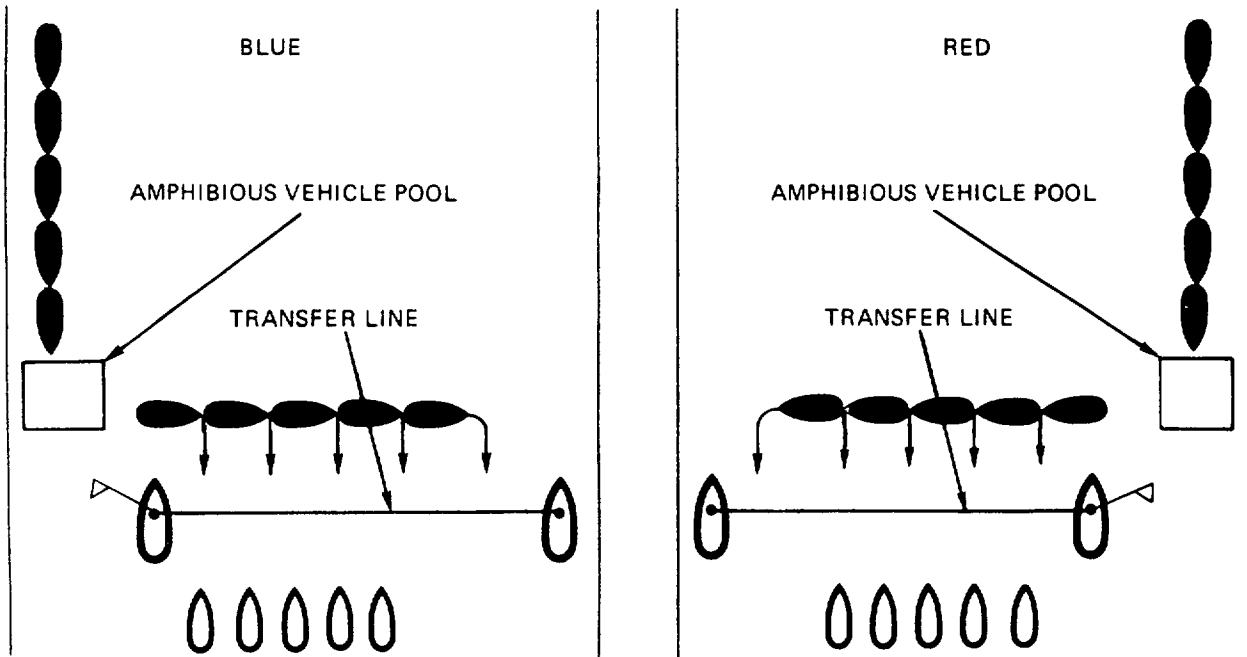 BLUE
AMPHIBIOUS VEHICLE POOL
TRANSFER LINE
RED
AMPHIBIOUS VEHICLE POOL
TRANSFER LINE